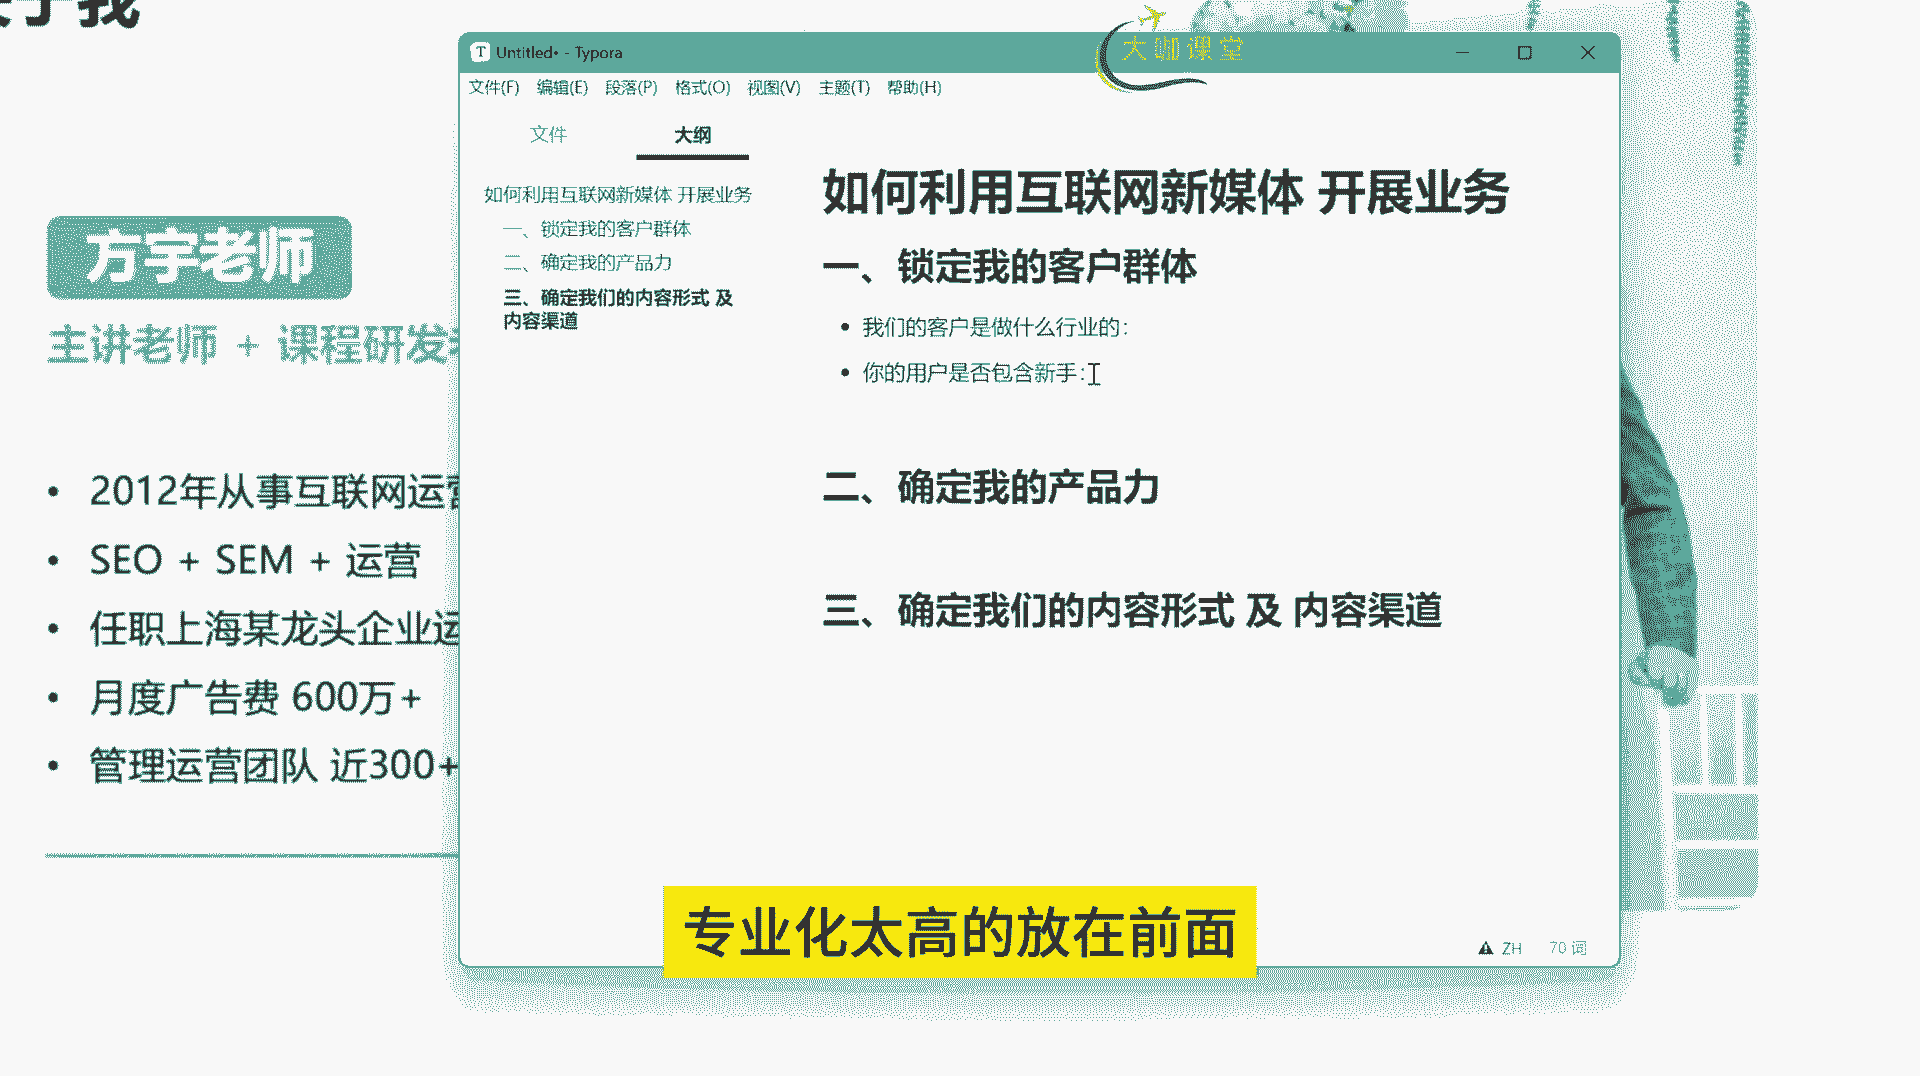 于我
大咖课堂
Untitled• - Typora
文件(F) 编辑(E) 段落(P) 格式(O) 视图(V) 主题(T) 帮助(H)
文件 大纲
如何利用互联网新媒体 开展业务
一、锁定我的客户群体
二、确定我的产品力
三、确定我们的内容形式 及
内容渠道
如何利用互联网新媒体 开展业务
一、锁定我的客户群体
• 我们的客户是做什么行业的：
• 你的用户是否包含新手：
二、确定我的产品力
三、确定我们的内容形式 及 内容渠道
ZH 70 词
方宇老师
主讲老师 + 课程研发
• 2012年从事互联网运营
• SEO + SEM + 运营
• 任职上海某龙头企业运
• 月度广告费 600万+
• 管理运营团队 近300+
专业化太高的放在前面